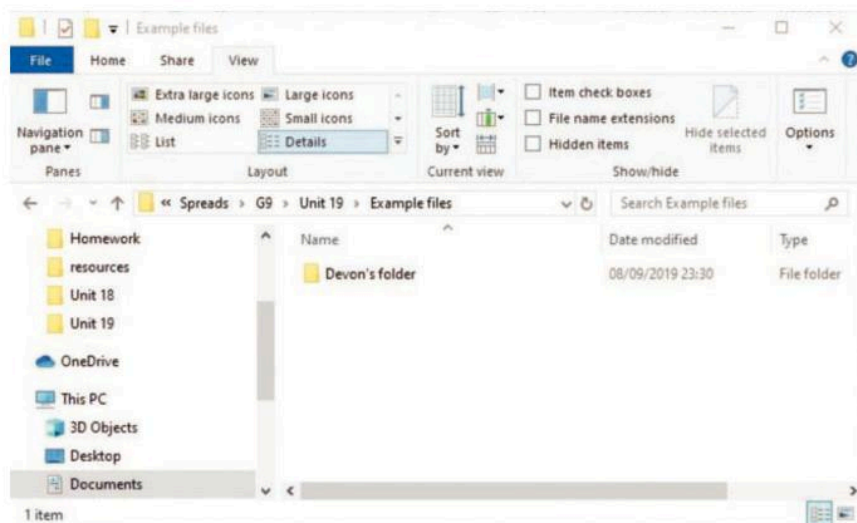 Example files
File Home Share View
Navigation pane
Extra large icons Large icons
Medium icons Small icons
List Details
Sort by
Item check boxes
File name extensions
Hidden items
Hide selected items
Options
Panes Layout Current view Show/hide
« Spreads > G9 > Unit 19 > Example files
Search Example files
Homework
resources
Unit 18
Unit 19
OneDrive
This PC
3D Objects
Desktop
Documents
Name Date modified Type
Devon's folder 08/09/2019 23:30 File folder
1 item